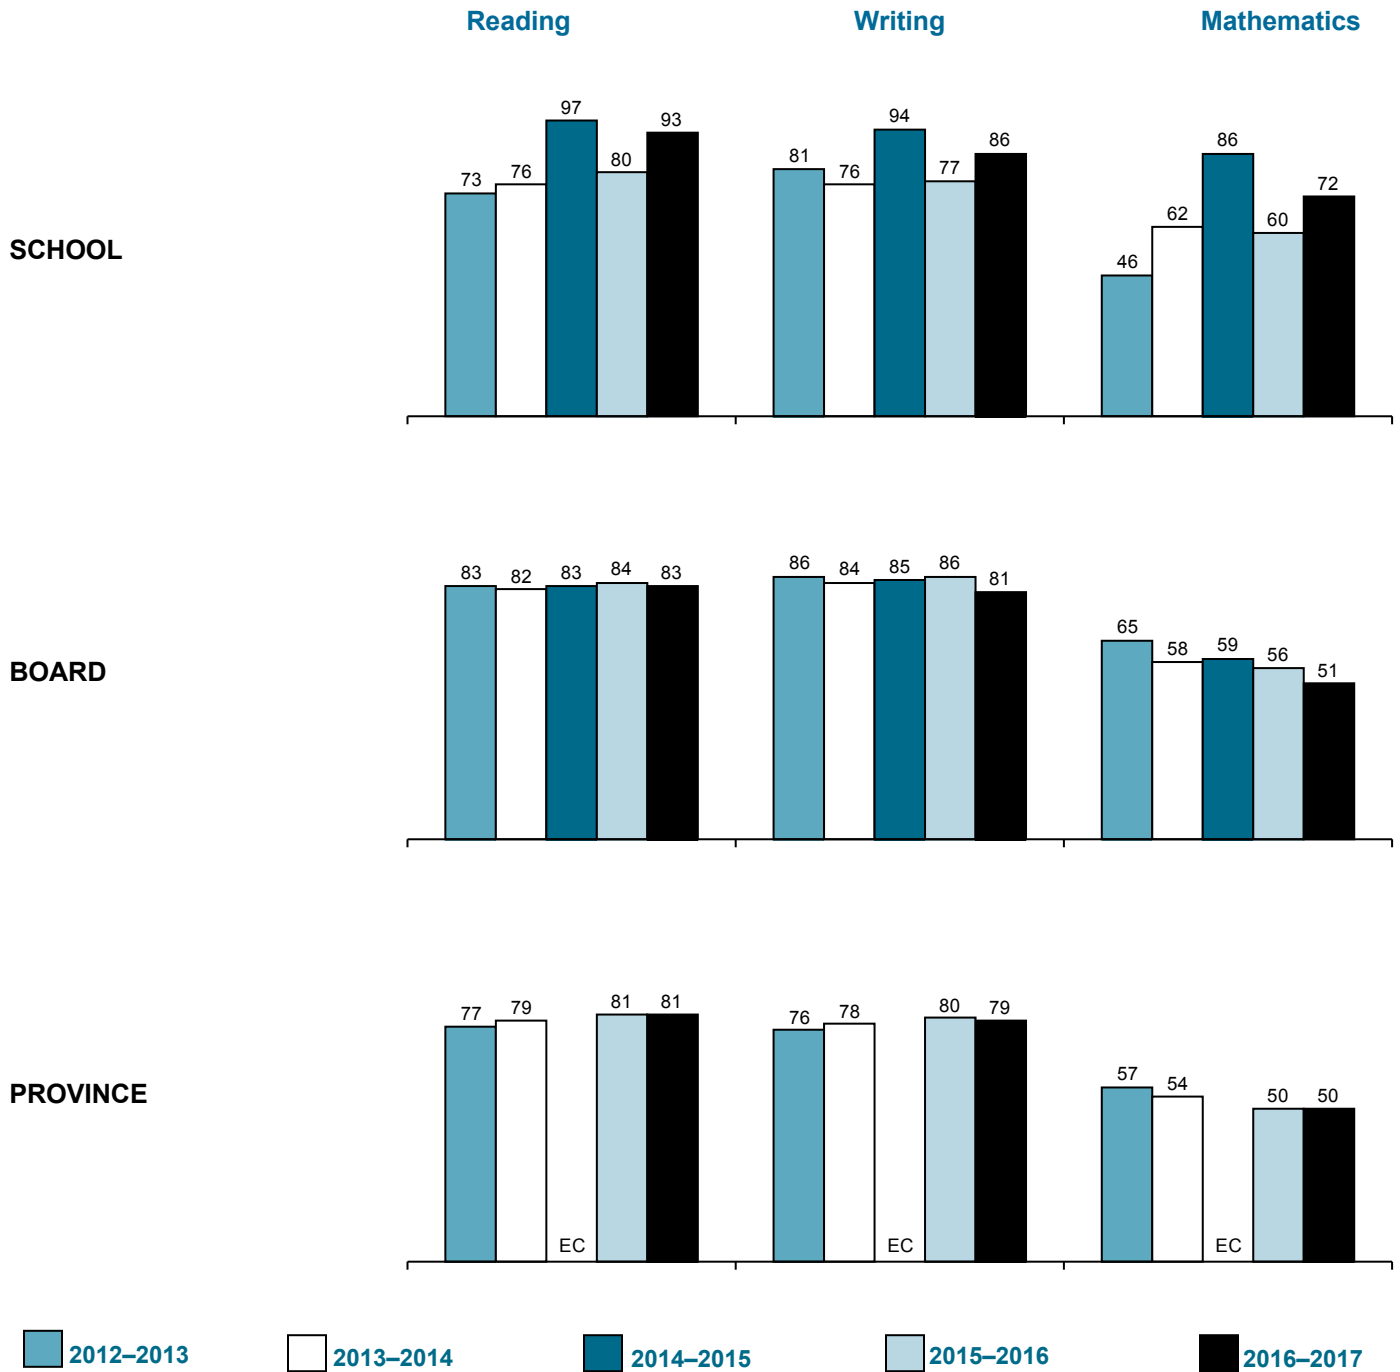 Reading Writing Mathematics
SCHOOL
73 76 97 80 93
81 76 94 77 86
46 62 86 60 72
BOARD
83 82 83 84 83
86 84 85 86 81
65 58 59 56 51
PROVINCE
77 79 EC 81 81
76 78 EC 80 79
57 54 EC 50 50
2012–2013 2013–2014 2014–2015 2015–2016 2016–2017